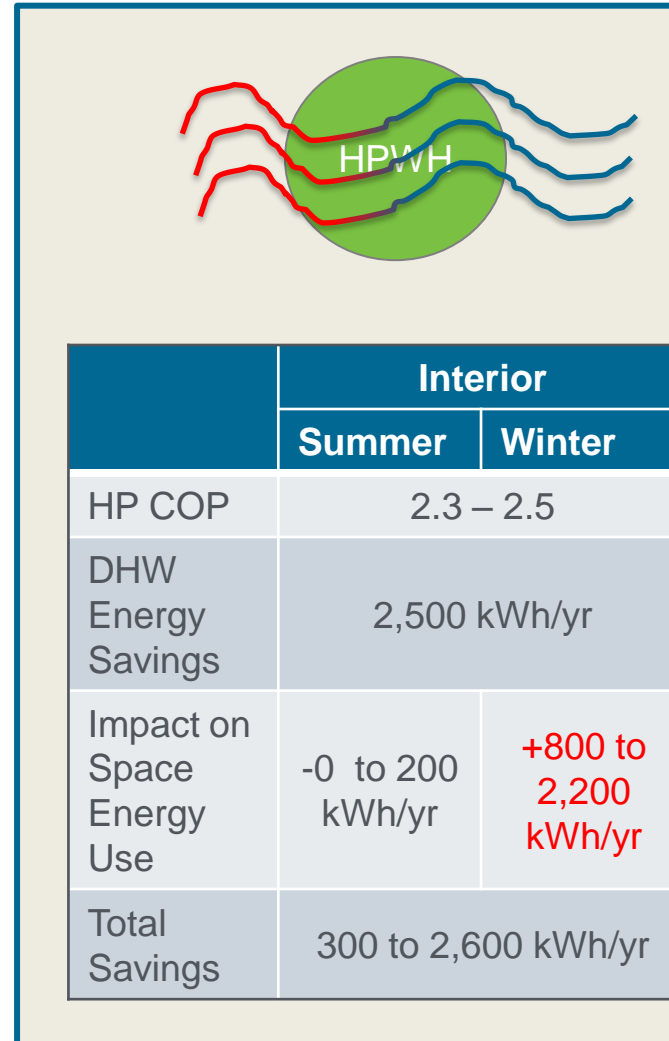 HPWH
Interior
Summer Winter
HP COP 2.3 – 2.5
DHW
Energy
Savings
2,500 kWh/yr
Impact on
Space
Energy
Use
-0 to 200
kWh/yr
+800 to
2,200
kWh/yr
Total
Savings
300 to 2,600 kWh/yr